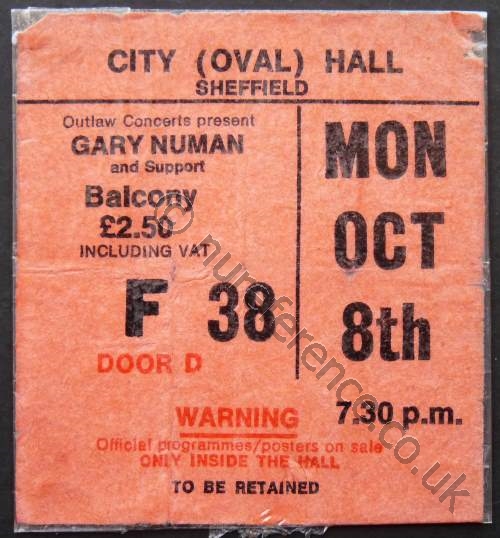 CITY (OVAL) HALL
SHEFFIELD
Outlaw Concerts present
GARY NUMAN
and Support
Balcony
£2.50
INCLUDING VAT
F 38
DOOR D
MON
OCT
8th
7.30 p.m.
WARNING
Official programmes/posters on sale
ONLY INSIDE THE HALL
TO BE RETAINED
© numference.co.uk